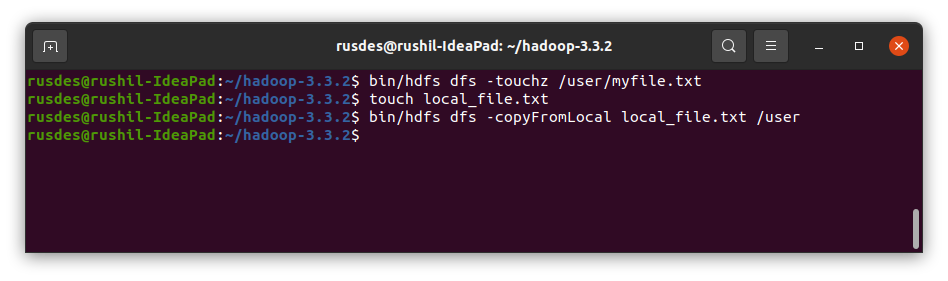 rusdes@rushil-IdeaPad: ~/hadoop-3.3.2
rusdes@rushil-IdeaPad:~/hadoop-3.3.2$ bin/hdfs dfs -touchz /user/myfile.txt
rusdes@rushil-IdeaPad:~/hadoop-3.3.2$ touch local_file.txt
rusdes@rushil-IdeaPad:~/hadoop-3.3.2$ bin/hdfs dfs -copyFromLocal local_file.txt /user
rusdes@rushil-IdeaPad:~/hadoop-3.3.2$